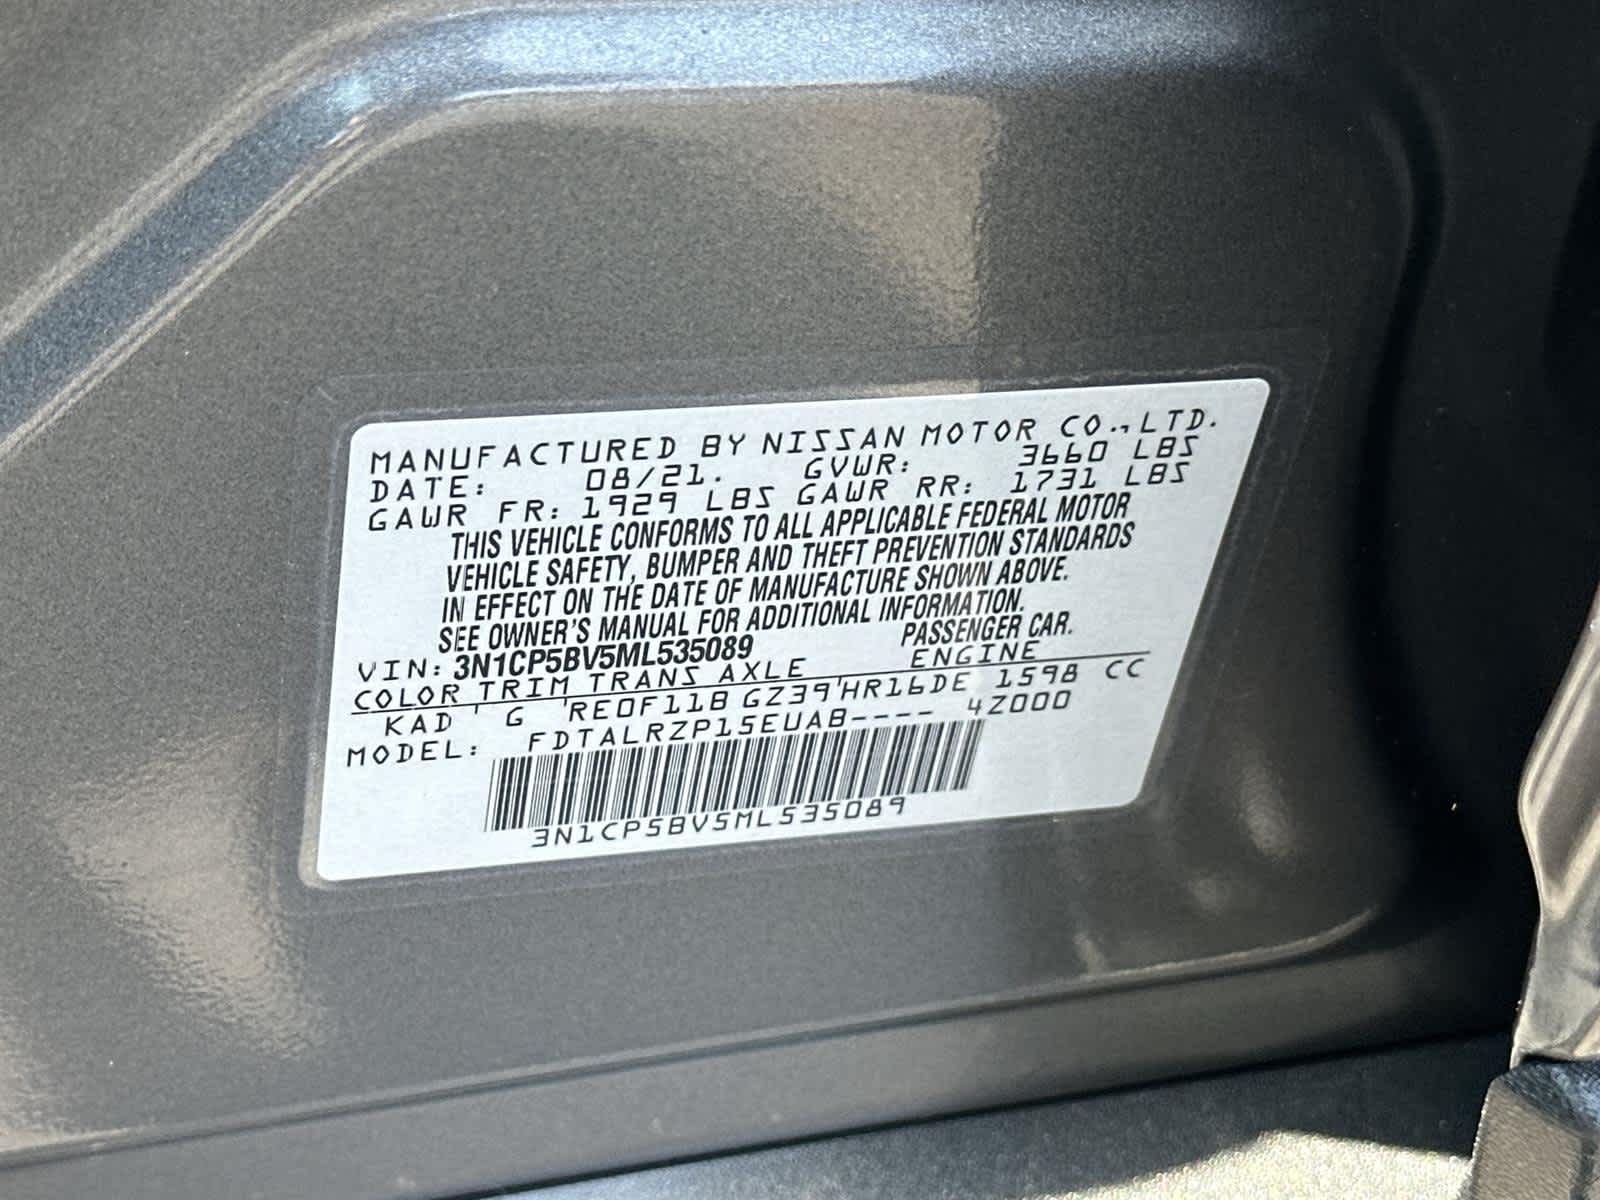 MANUFACTURED BY NISSAN MOTOR CO., LTD.
DATE: 08/21. GVWR: 3660 LBS
GAWR FR: 1929 LBS GAWR RR: 1731 LBS
THIS VEHICLE CONFORMS TO ALL APPLICABLE FEDERAL MOTOR
VEHICLE SAFETY, BUMPER AND THEFT PREVENTION STANDARDS
IN EFFECT ON THE DATE OF MANUFACTURE SHOWN ABOVE.
SEE OWNER'S MANUAL FOR ADDITIONAL INFORMATION.
VIN: 3N1CP5BV5ML535089 PASSENGER CAR.
COLOR TRIM TRANS AXLE ENGINE
KAD ' G 'RE0F11B GZ39'HR16DE 1598 CC
MODEL: FDTALRZP15EUAB---- 4Z000
3N1CP5BV5ML535089